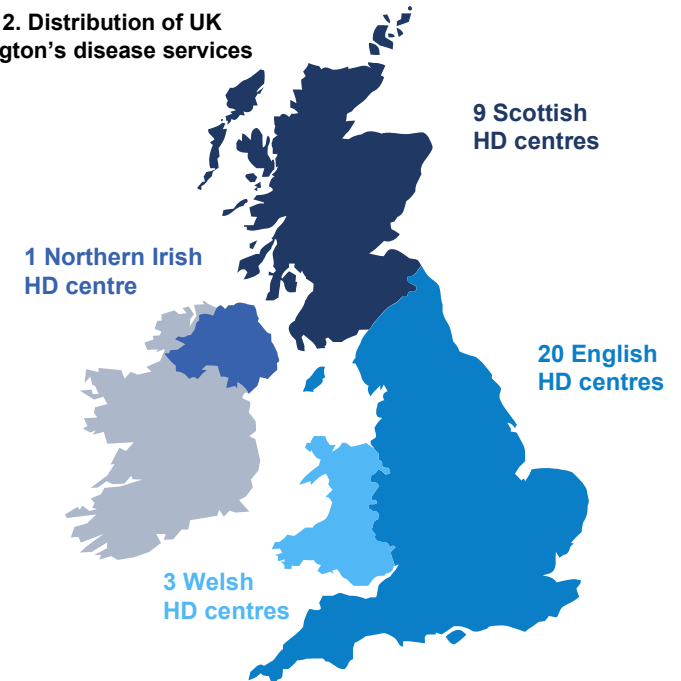 2. Distribution of UK
gton's disease services
9 Scottish
HD centres
1 Northern Irish
HD centre
20 English
HD centres
3 Welsh
HD centres